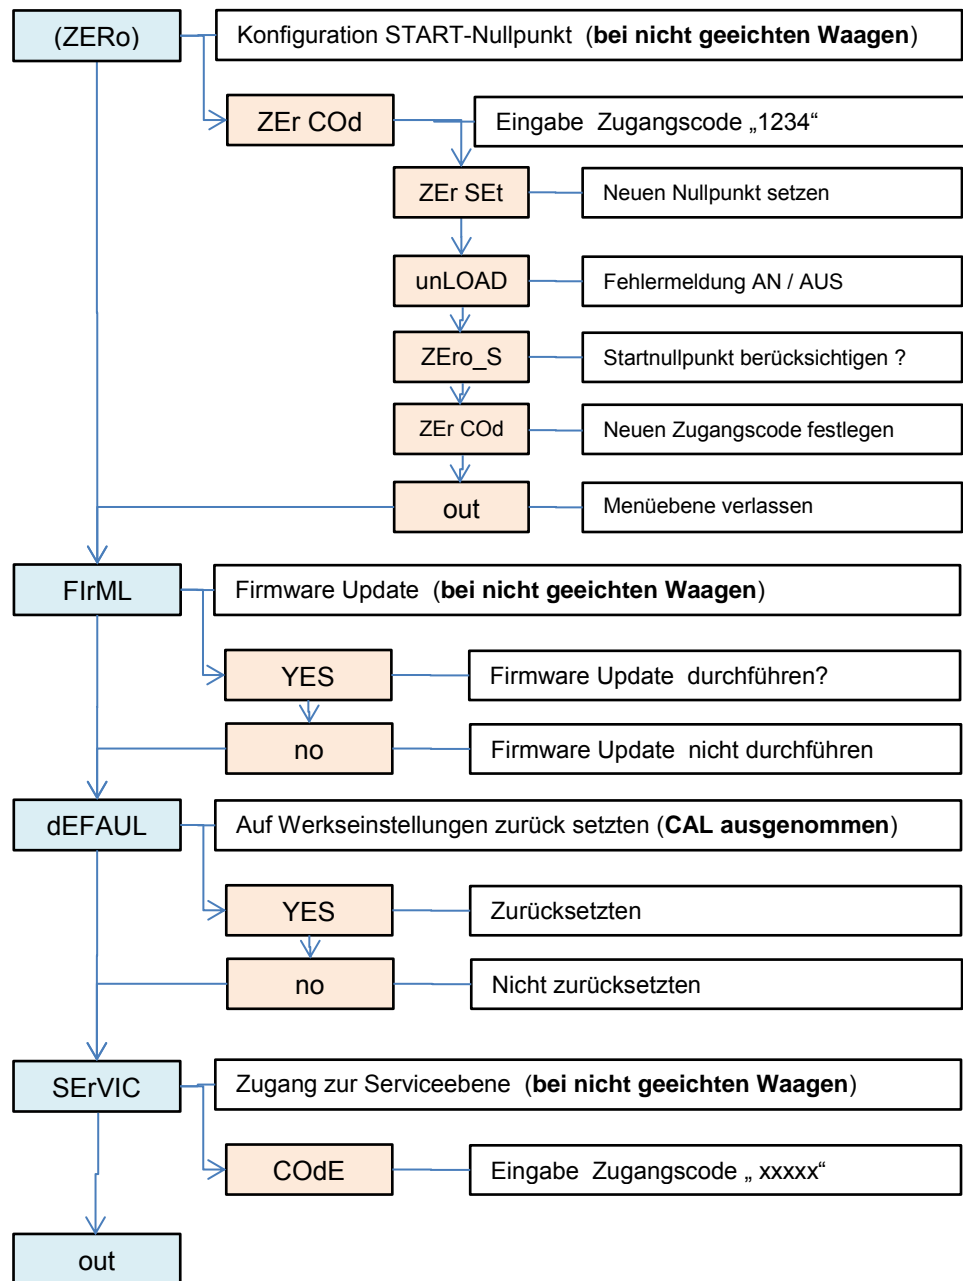 (ZERo)
Konfiguration START-Nullpunkt (bei nicht geeichten Waagen)
ZEr COd
Eingabe Zugangscode „1234“
ZEr SEt
Neuen Nullpunkt setzen
unLOAD
Fehlermeldung AN / AUS
ZEro_S
Startnullpunkt berücksichtigen ?
ZEr COd
Neuen Zugangscode festlegen
out
Menüebene verlassen
FIrML
Firmware Update (bei nicht geeichten Waagen)
YES
Firmware Update durchführen?
no
Firmware Update nicht durchführen
dEFAUL
Auf Werkseinstellungen zurück setzten (CAL ausgenommen)
YES
Zurücksetzten
no
Nicht zurücksetzten
SErVIC
Zugang zur Serviceebene (bei nicht geeichten Waagen)
COdE
Eingabe Zugangscode „ xxxxx“
out